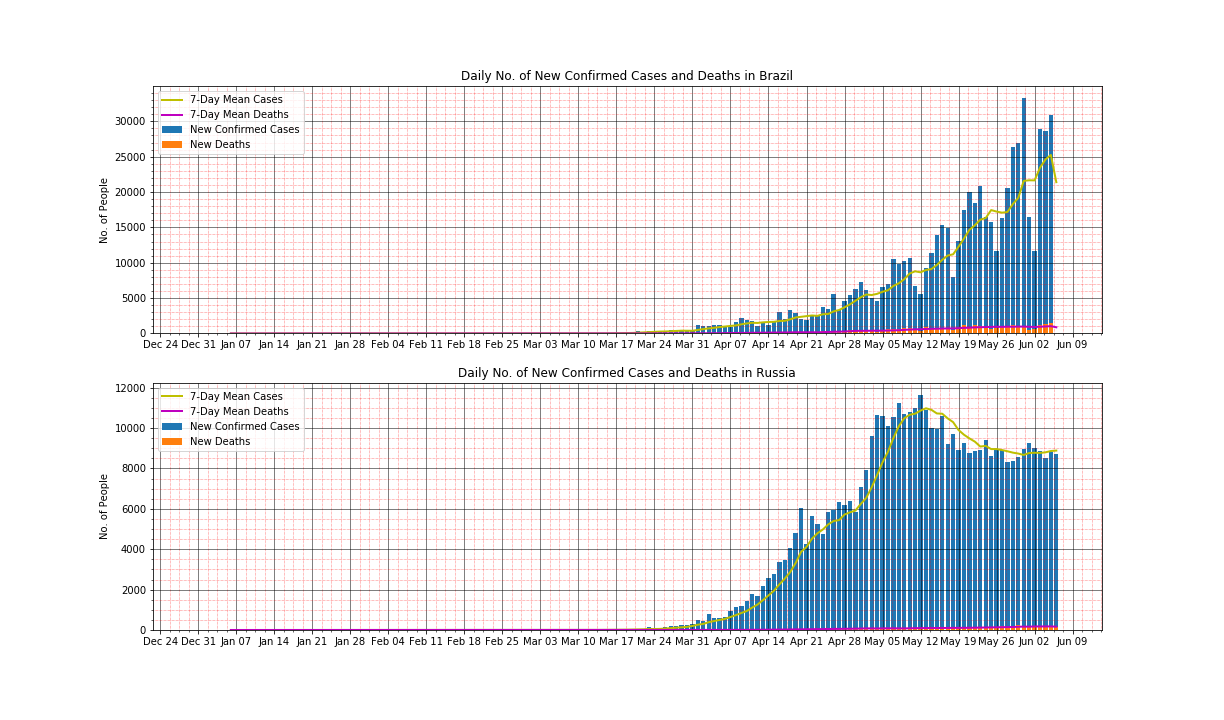 Daily No. of New Confirmed Cases and Deaths in Brazil
7-Day Mean Cases
7-Day Mean Deaths
New Confirmed Cases
New Deaths
No. of People
30000
25000
20000
15000
10000
5000
0
Dec 24 Dec 31 Jan 07 Jan 14 Jan 21 Jan 28 Feb 04 Feb 11 Feb 18 Feb 25 Mar 03 Mar 10 Mar 17 Mar 24 Mar 31 Apr 07 Apr 14 Apr 21 Apr 28 May 05 May 12 May 19 May 26 Jun 02 Jun 09
Daily No. of New Confirmed Cases and Deaths in Russia
7-Day Mean Cases
7-Day Mean Deaths
New Confirmed Cases
New Deaths
No. of People
12000
10000
8000
6000
4000
2000
0
Dec 24 Dec 31 Jan 07 Jan 14 Jan 21 Jan 28 Feb 04 Feb 11 Feb 18 Feb 25 Mar 03 Mar 10 Mar 17 Mar 24 Mar 31 Apr 07 Apr 14 Apr 21 Apr 28 May 05 May 12 May 19 May 26 Jun 02 Jun 09